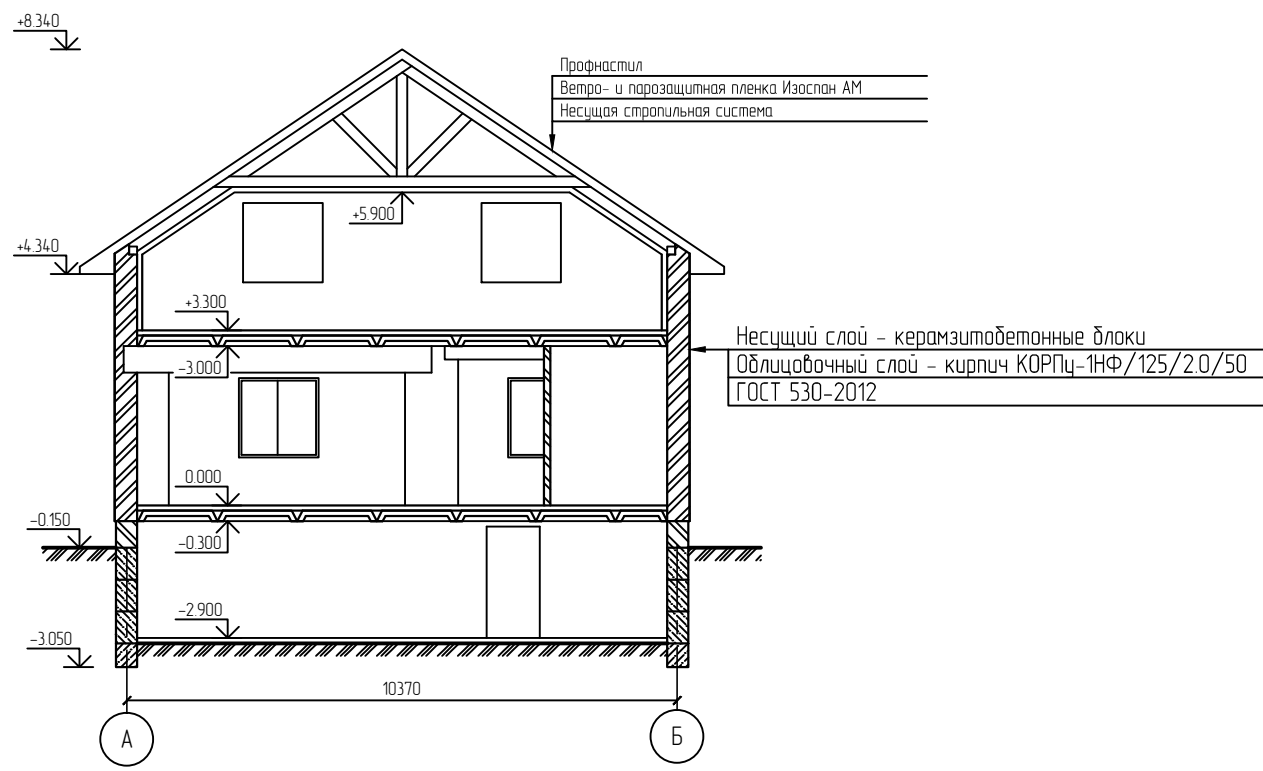 +8.340
Профнастил
Ветро- и парозащитная пленка Изоспан АМ
Несущая стропильная система
+5.900
+4.340
+3.300
-3.000
Несущий слой - керамзитобетонные блоки
Облицовочный слой - кирпич КОРПу-1НФ/125/2.0/50
ГОСТ 530-2012
0.000
-0.150
-0.300
-2.900
-3.050
10370
А
Б